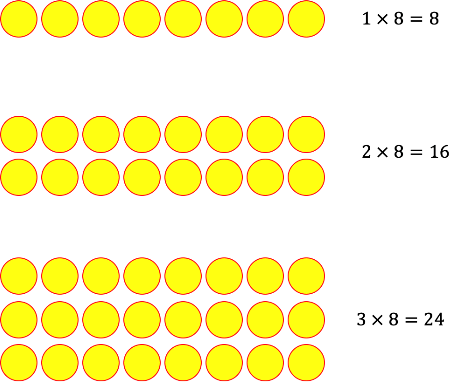 1 × 8 = 8
2 × 8 = 16
3 × 8 = 24